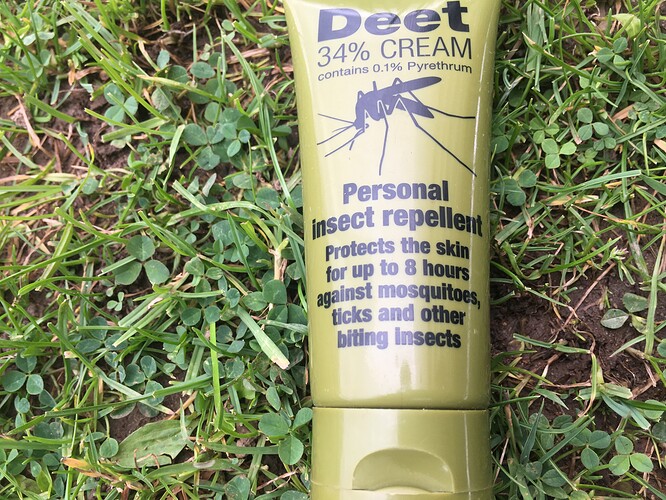 Deet
34% CREAM
contains 0.1% Pyrethrum
Personal
insect repellent
Protects the skin
for up to 8 hours
against mosquitoes,
ticks and other
biting insects